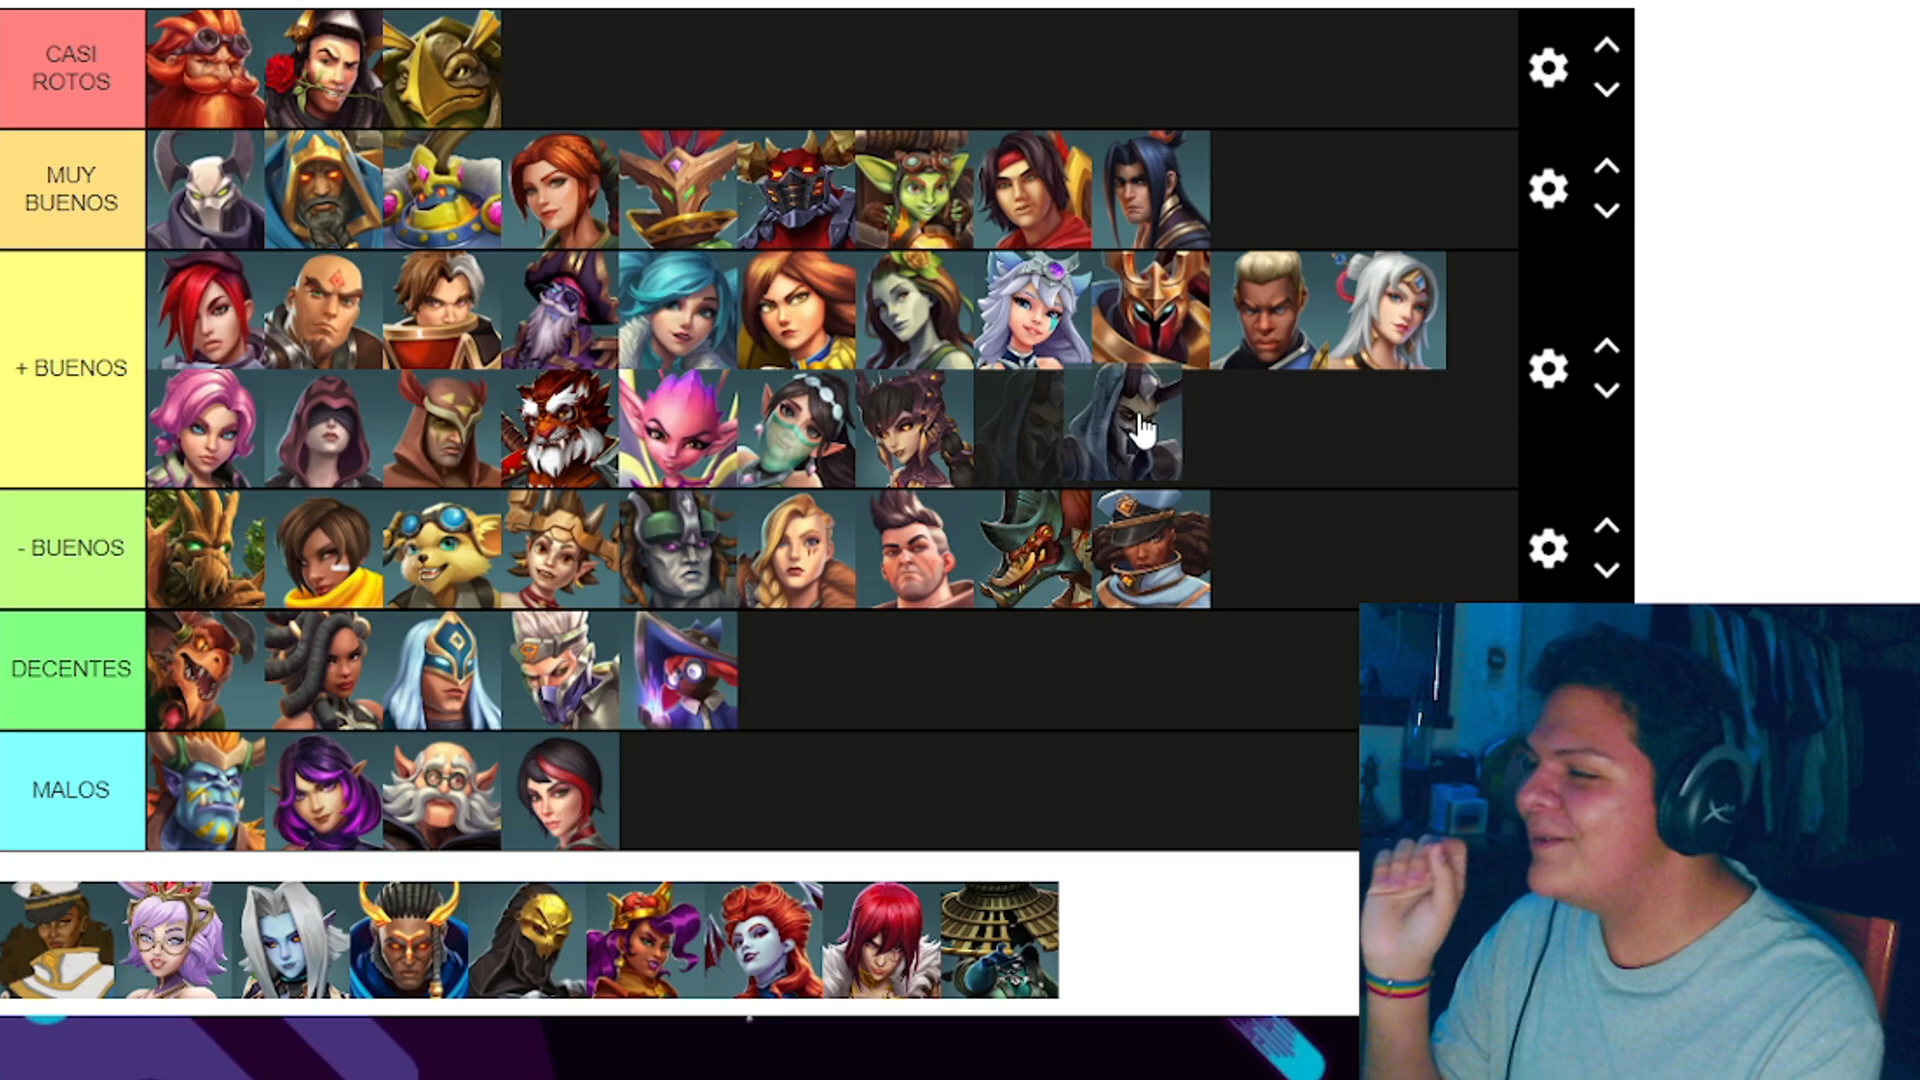 CASI
ROTOS
MUY
BUENOS
+ BUENOS
- BUENOS
DECENTES
MALOS